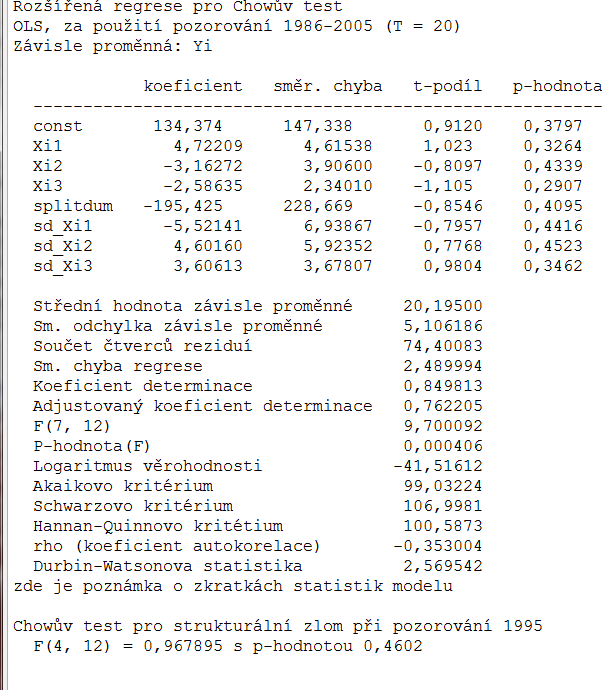 Rozšířená regrese pro Chowův test
OLS, za použití pozorování 1986-2005 (T = 20)
Závisle proměnná: Yi
koeficient směr. chyba t-podíl p-hodnota
----------------------------------------------------------
const 134,374 147,338 0,9120 0,3797
Xi1 4,72209 4,61538 1,023 0,3264
Xi2 -3,16272 3,90600 -0,8097 0,4339
Xi3 -2,58635 2,34010 -1,105 0,2907
splitdum -195,425 228,669 -0,8546 0,4095
sd_Xi1 -5,52141 6,93867 -0,7957 0,4416
sd_Xi2 4,60160 5,92352 0,7768 0,4523
sd_Xi3 3,60613 3,67807 0,9804 0,3462
Střední hodnota závisle proměnné 20,19500
Sm. odchylka závisle proměnné 5,106186
Součet čtverců reziduí 74,40083
Sm. chyba regrese 2,489994
Koeficient determinace 0,849813
Adjustovaný koeficient determinace 0,762205
F(7, 12) 9,700092
P-hodnota(F) 0,000406
Logaritmus věrohodnosti -41,51612
Akaikovo kritérium 99,03224
Schwarzovo kritérium 106,9981
Hannan-Quinnovo kritétium 100,5873
rho (koeficient autokorelace) -0,353004
Durbin-Watsonova statistika 2,569542
zde je poznámka o zkratkách statistik modelu
Chowův test pro strukturální zlom při pozorování 1995
F(4, 12) = 0,967895 s p-hodnotou 0,4602